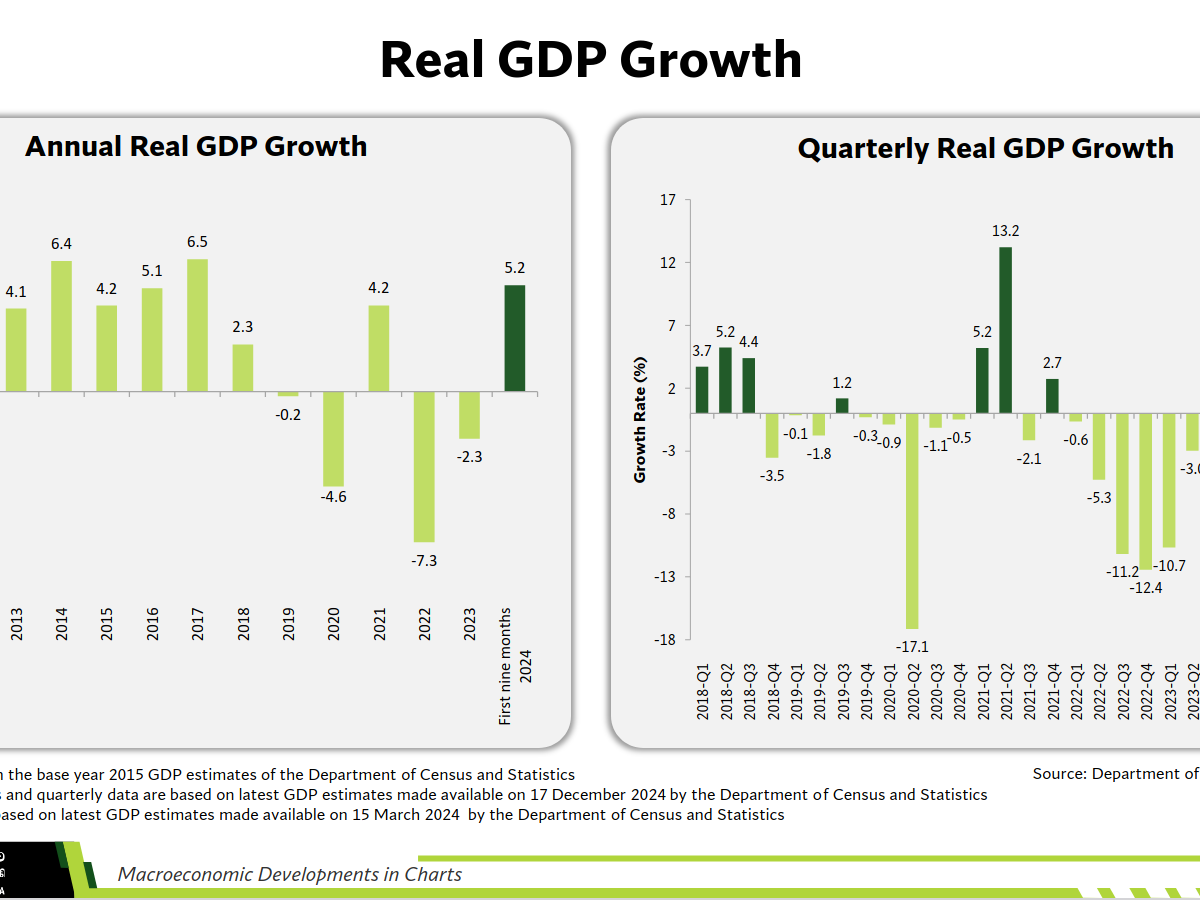 Real GDP Growth
Annual Real GDP Growth
4.1
6.4
4.2
5.1
6.5
2.3
-0.2
-4.6
4.2
-7.3
-2.3
5.2
2013
2014
2015
2016
2017
2018
2019
2020
2021
2022
2023
First nine months
2024
Quarterly Real GDP Growth
Growth Rate (%)
17
12
7
2
-3
-8
-13
-18
3.7
5.2
4.4
-3.5
-0.1
-1.8
1.2
-0.3
-0.9
-17.1
-1.1
-0.5
5.2
13.2
-2.1
2.7
-0.6
-5.3
-11.2
-12.4
-10.7
-3.0
2018-Q1
2018-Q2
2018-Q3
2018-Q4
2019-Q1
2019-Q2
2019-Q3
2019-Q4
2020-Q1
2020-Q2
2020-Q3
2020-Q4
2021-Q1
2021-Q2
2021-Q3
2021-Q4
2022-Q1
2022-Q2
2022-Q3
2022-Q4
2023-Q1
2023-Q2
the base year 2015 GDP estimates of the Department of Census and Statistics
Source: Department of
and quarterly data are based on latest GDP estimates made available on 17 December 2024 by the Department of Census and Statistics
based on latest GDP estimates made available on 15 March 2024 by the Department of Census and Statistics
Macroeconomic Developments in Charts